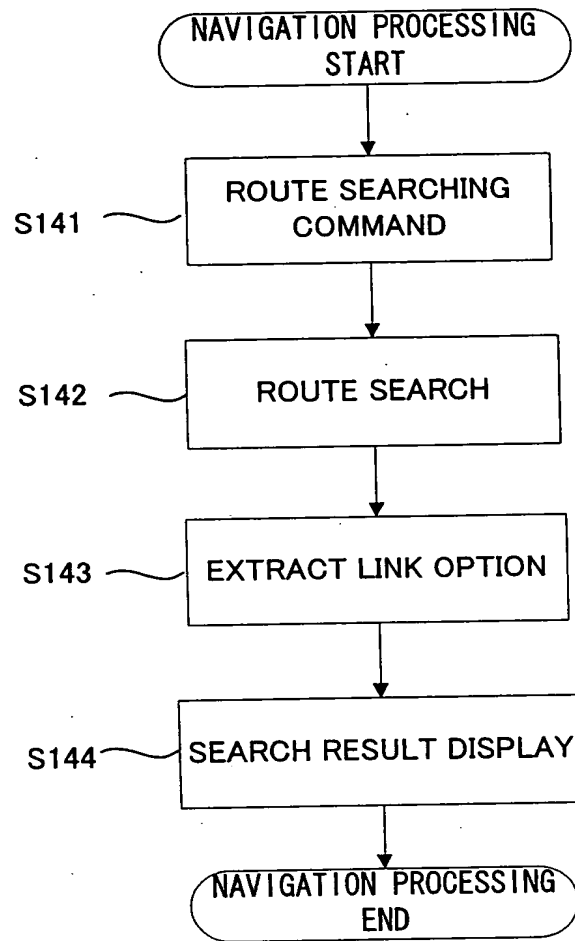 NAVIGATION PROCESSING
START
S141
ROUTE SEARCHING
COMMAND
S142
ROUTE SEARCH
S143
EXTRACT LINK OPTION
S144
SEARCH RESULT DISPLAY
NAVIGATION PROCESSING
END